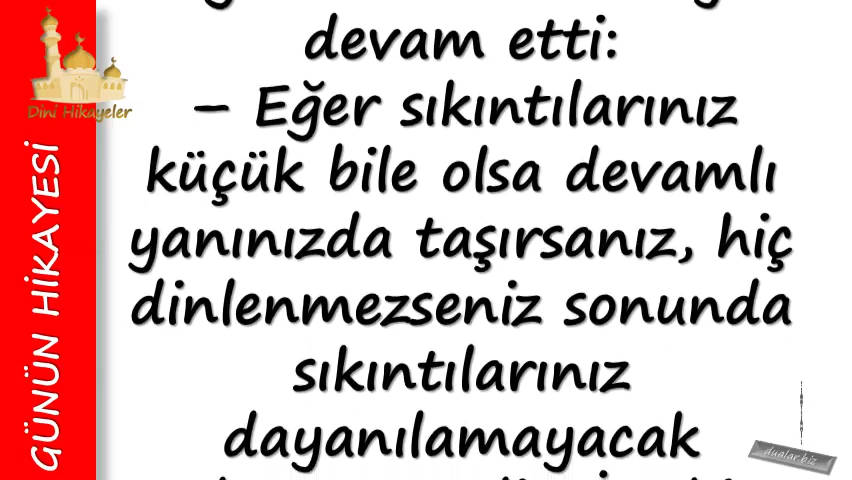 devam etti:
– Eğer sıkıntılarınız
küçük bile olsa devamlı
yanınızda taşırsanız, hiç
dinlenmezseniz sonunda
sıkıntılarınız
dayanılamayacak
Dini Hikayeler
GÜNÜN HİKAYESİ
dualar.biz